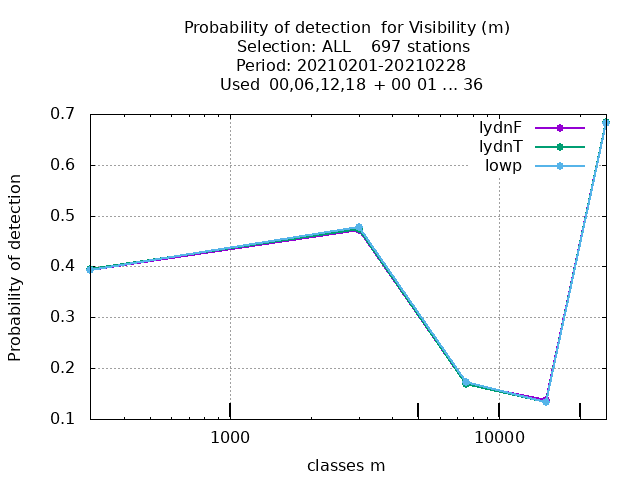 Probability of detection  for Visibility (m)
Selection: ALL    697 stations
Period: 20210201-20210228
Used  00,06,12,18  + 00 01 ... 36
lydnF
lydnT
lowp
Probability of detection
0.7
0.6
0.5
0.4
0.3
0.2
0.1
1000
10000
classes m